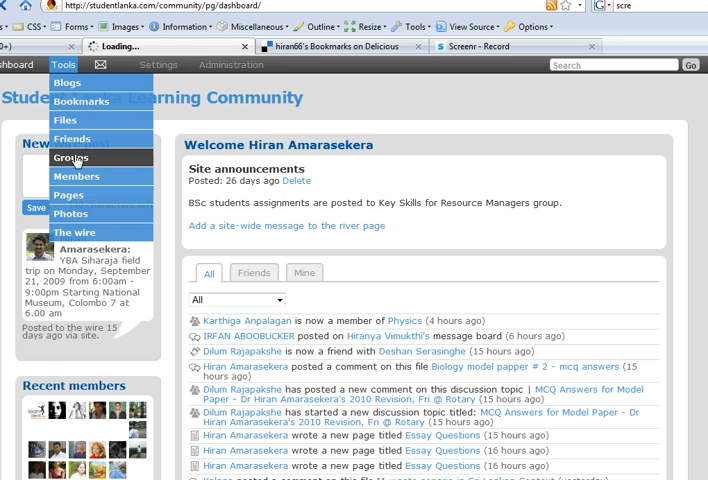 http://studentlanka.com/community/pg/dashboard/
scre
CSS Forms Images Information Miscellaneous Outline Resize Tools View Source Options
Loading...
hiran66's Bookmarks on Delicious
Screenr - Record
shboard Tools Settings Administration
Search
Go
Blogs
Bookmarks
Files
Friends
Groups
Members
Pages
Photos
The wire
Stude Learning Community
New
Save
Amarasekera:
YBA Siharaja field
trip on Monday, September
21, 2009 from 6:00am -
9:00pm Starting National
Museum, Colombo 7 at
6.00 am
Posted to the wire 15
days ago via site.
Recent members
Welcome Hiran Amarasekera
Site announcements
Posted: 26 days ago Delete
BSc students assignments are posted to Key Skills for Resource Managers group.
Add a site-wide message to the river page
All
Friends
Mine
All
Karthiga Anpalagan is now a member of Physics (4 hours ago)
IRFAN ABOOBUCKER posted on Hiranya Vimukthi's message board (6 hours ago)
Dilum Rajapakshe is now a friend with Deshan Serasinghe (15 hours ago)
Hiran Amarasekera posted a comment on this file Biology model papper # 2 - mcq answers (15
hours ago)
Dilum Rajapakshe has posted a new comment on this discussion topic | MCQ Answers for Model
Paper - Dr Hiran Amarasekera's 2010 Revision, Fri @ Rotary (15 hours ago)
Dilum Rajapakshe has started a new discussion topic titled: MCQ Answers for Model Paper - Dr
Hiran Amarasekera's 2010 Revision, Fri @ Rotary (15 hours ago)
Hiran Amarasekera wrote a new page titled Essay Questions (15 hours ago)
Hiran Amarasekera wrote a new page titled Essay Questions (16 hours ago)
Hiran Amarasekera wrote a new page titled Essay Questions (16 hours ago)